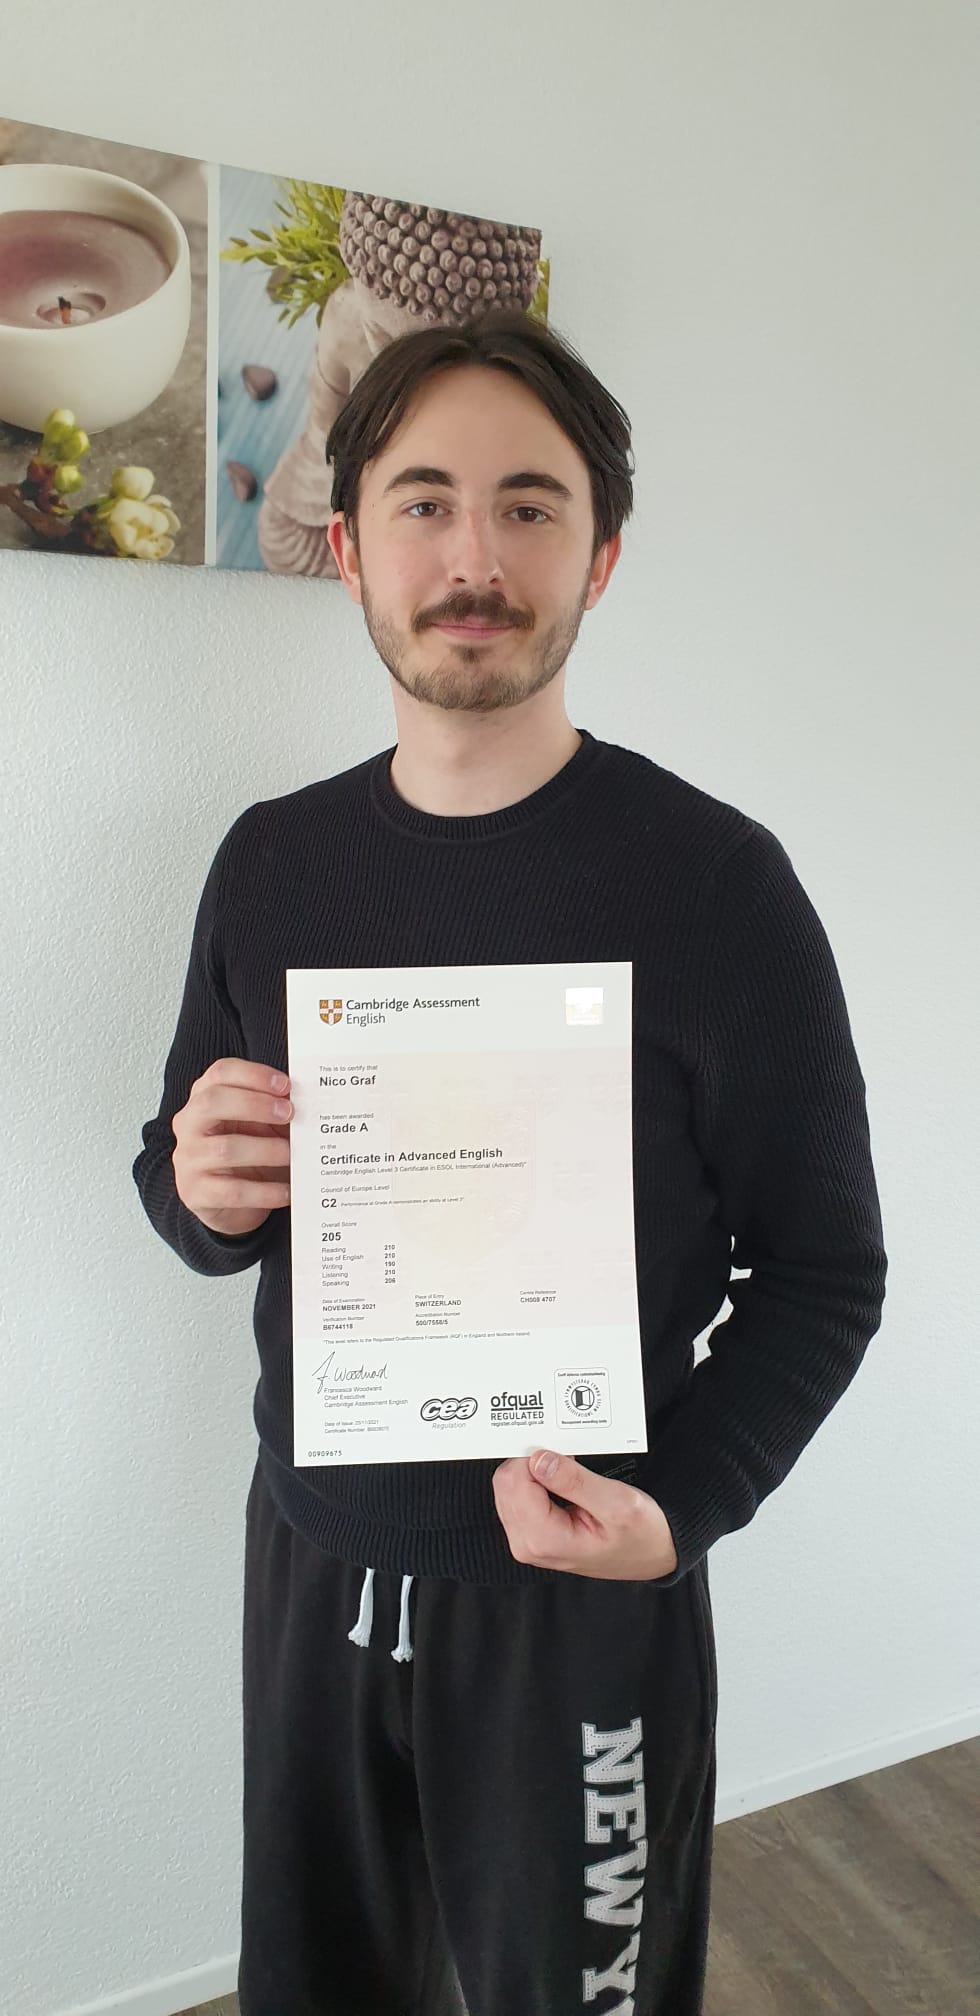 Cambridge Assessment
English
This is to certify that
Nico Graf
has been awarded
Grade A
in the
Certificate in Advanced English
Cambridge English Level 3 Certificate in ESOL International (Advanced)*
Council of Europe Level
C2 Performance at Grade A demonstrates an ability at Level C2*
Overall Score
205
Reading 210
Use of English 210
Writing 190
Listening 210
Speaking 206
Date of Examination
NOVEMBER 2021
Place of Entry
SWITZERLAND
Centre Reference
CH008 4707
Verification Number
B6744118
Accreditation Number
500/7558/5
*This level refers to the Regulated Qualifications Framework (RQF) in England and Northern Ireland
F. Woodward
Francesca Woodward
Chief Executive
Cambridge Assessment English
Date of Issue
Certificate Number
cea
Regulation
ofqual
REGULATED
register.ofqual.gov.uk
Recognised awarding body
00909675
NEW Y